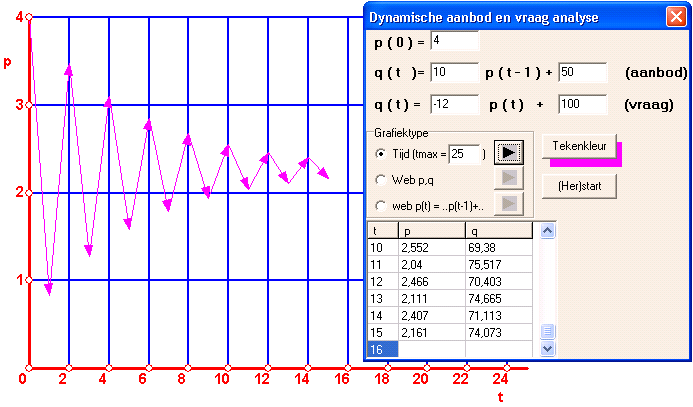 4
p
3
2
1
0 2 4 6 8 10 12 14 16 18 20 22 24
t
Dynamische aanbod en vraag analyse
p ( 0 ) = 4
q ( t ) = 10 p ( t - 1 ) + 50 (aanbod)
q ( t ) = -12 p ( t ) + 100 (vraag)
Grafiektype
Tijd (tmax = 25 )
Web p,q
web p(t) = ..p(t-1)+..
Tekenkleur
(Her)start
t p q
10 2,552 69,38
11 2,04 75,517
12 2,466 70,403
13 2,111 74,665
14 2,407 71,113
15 2,161 74,073
16